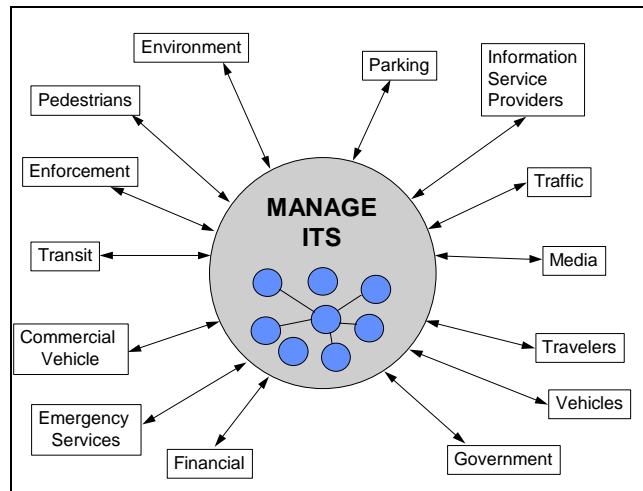 Environment
Parking
Information
Service
Providers
Pedestrians
Enforcement
Traffic
MANAGE
ITS
Transit
Media
Commercial
Vehicle
Travelers
Emergency
Services
Vehicles
Financial
Government